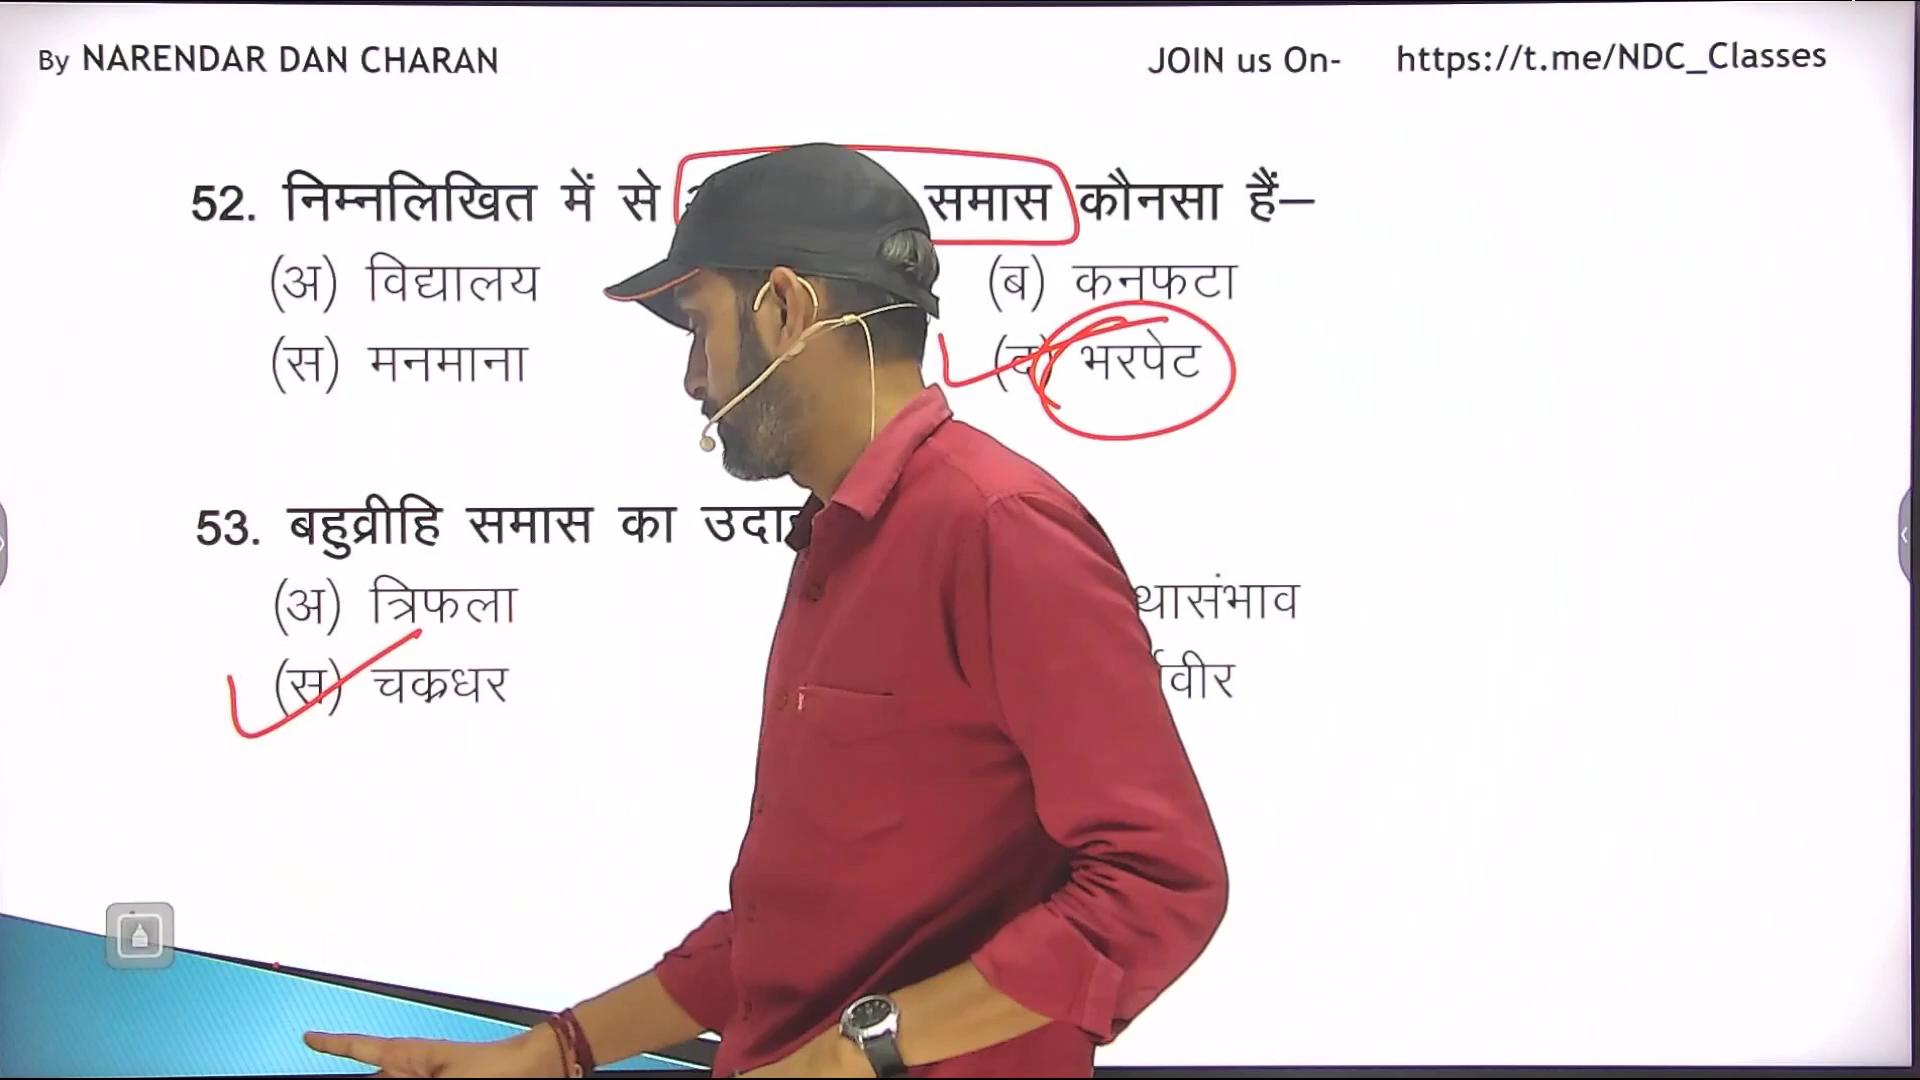 By NARENDAR DAN CHARAN
JOIN us On- https://t.me/NDC_Classes
52. निम्नलिखित में से समास कौनसा हैं–
(अ) विद्यालय (ब) कनफटा
(स) मनमाना (द) भरपेट
53. बहुव्रीहि समास का
(अ) त्रिफला
(स) चक्रधर